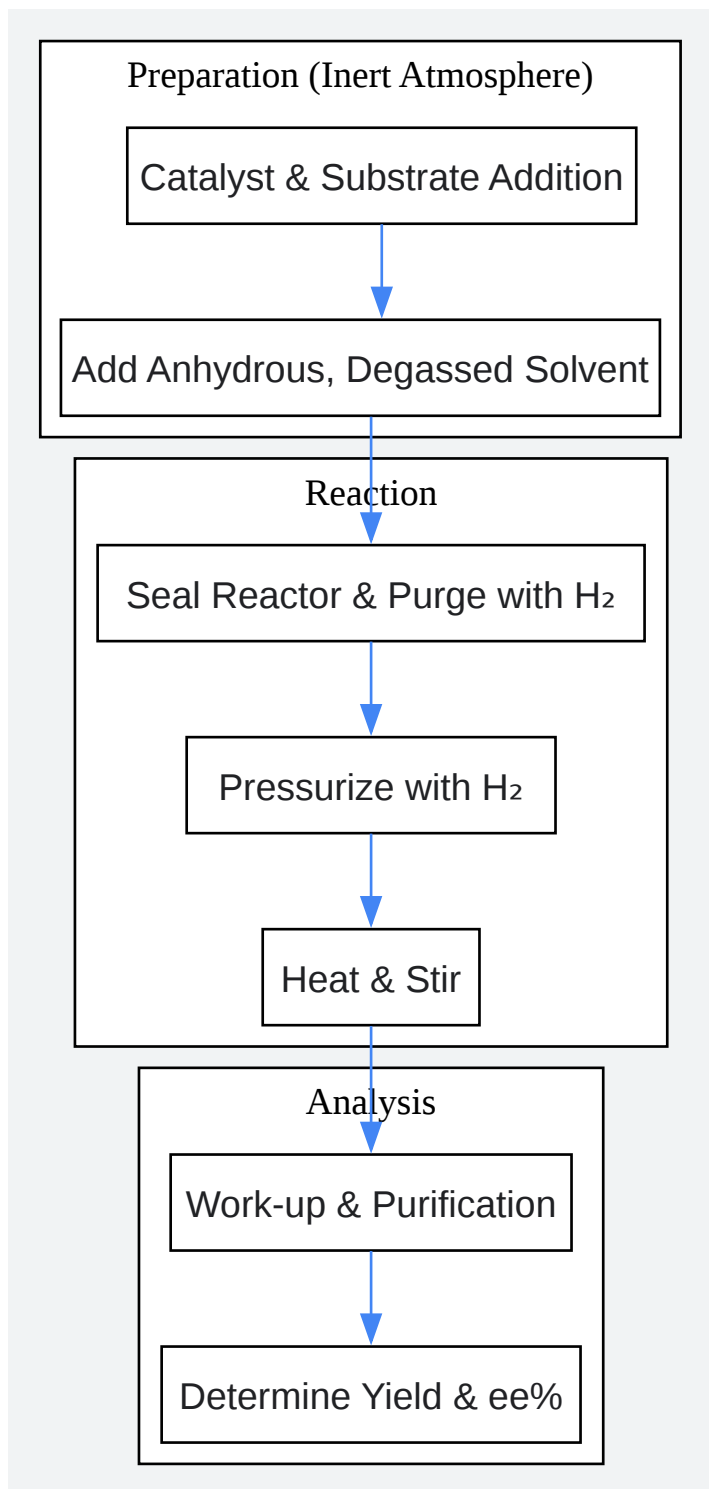 Preparation (Inert Atmosphere)
Catalyst & Substrate Addition
Add Anhydrous, Degassed Solvent
Reaction
Seal Reactor & Purge with H₂
Pressurize with H₂
Heat & Stir
Analysis
Work-up & Purification
Determine Yield & ee%